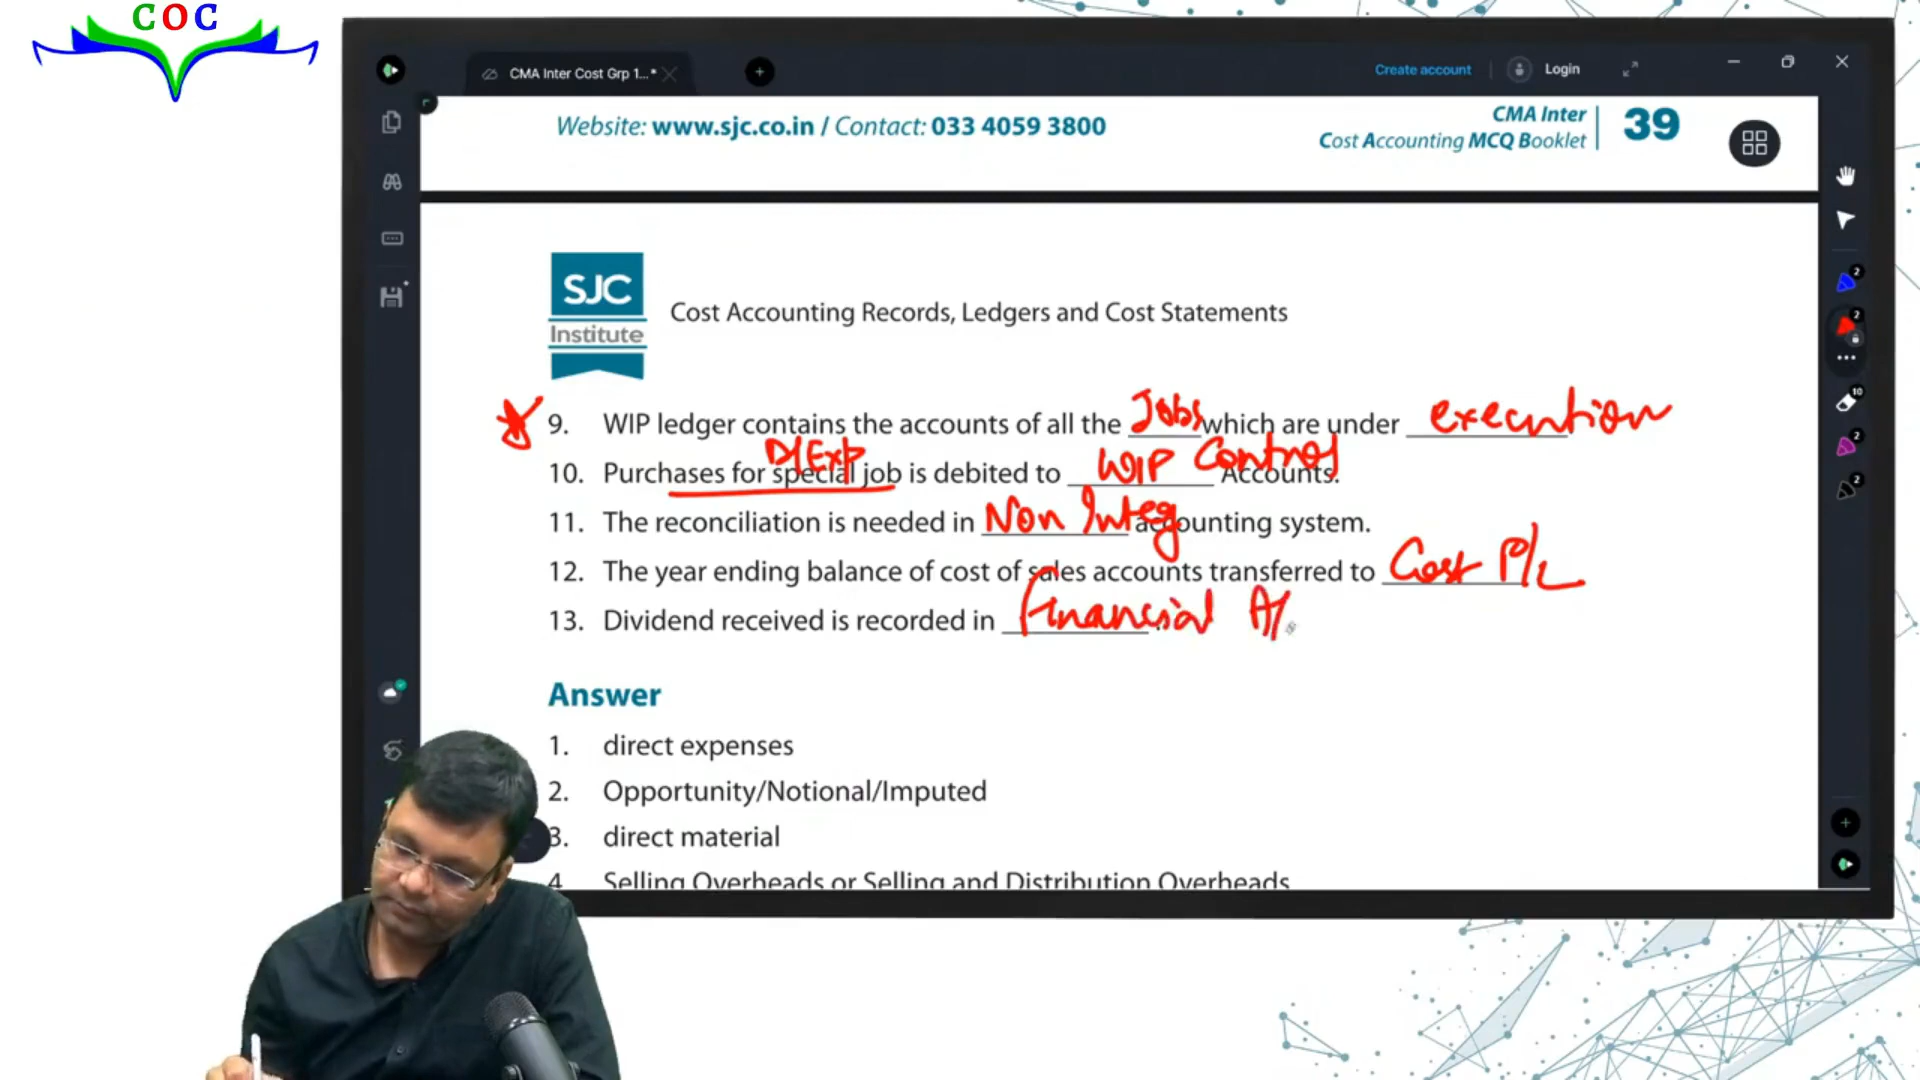 COC
CMA Inter Cost Grp 1...*
Create account
Login
Website: www.sjc.co.in / Contact: 033 4059 3800
CMA Inter
Cost Accounting MCQ Booklet
39
SJC
Institute
Cost Accounting Records, Ledgers and Cost Statements
9. WIP ledger contains the accounts of all the Jobs which are under execution
D/Exp
10. Purchases for special job is debited to WIP Control Accounts.
11. The reconciliation is needed in Non Integ accounting system.
12. The year ending balance of cost of sales accounts transferred to Cost P/L
13. Dividend received is recorded in Financial A/
Answer
1. direct expenses
2. Opportunity/Notional/Imputed
3. direct material
4 Selling Overheads or Selling and Distribution Overheads